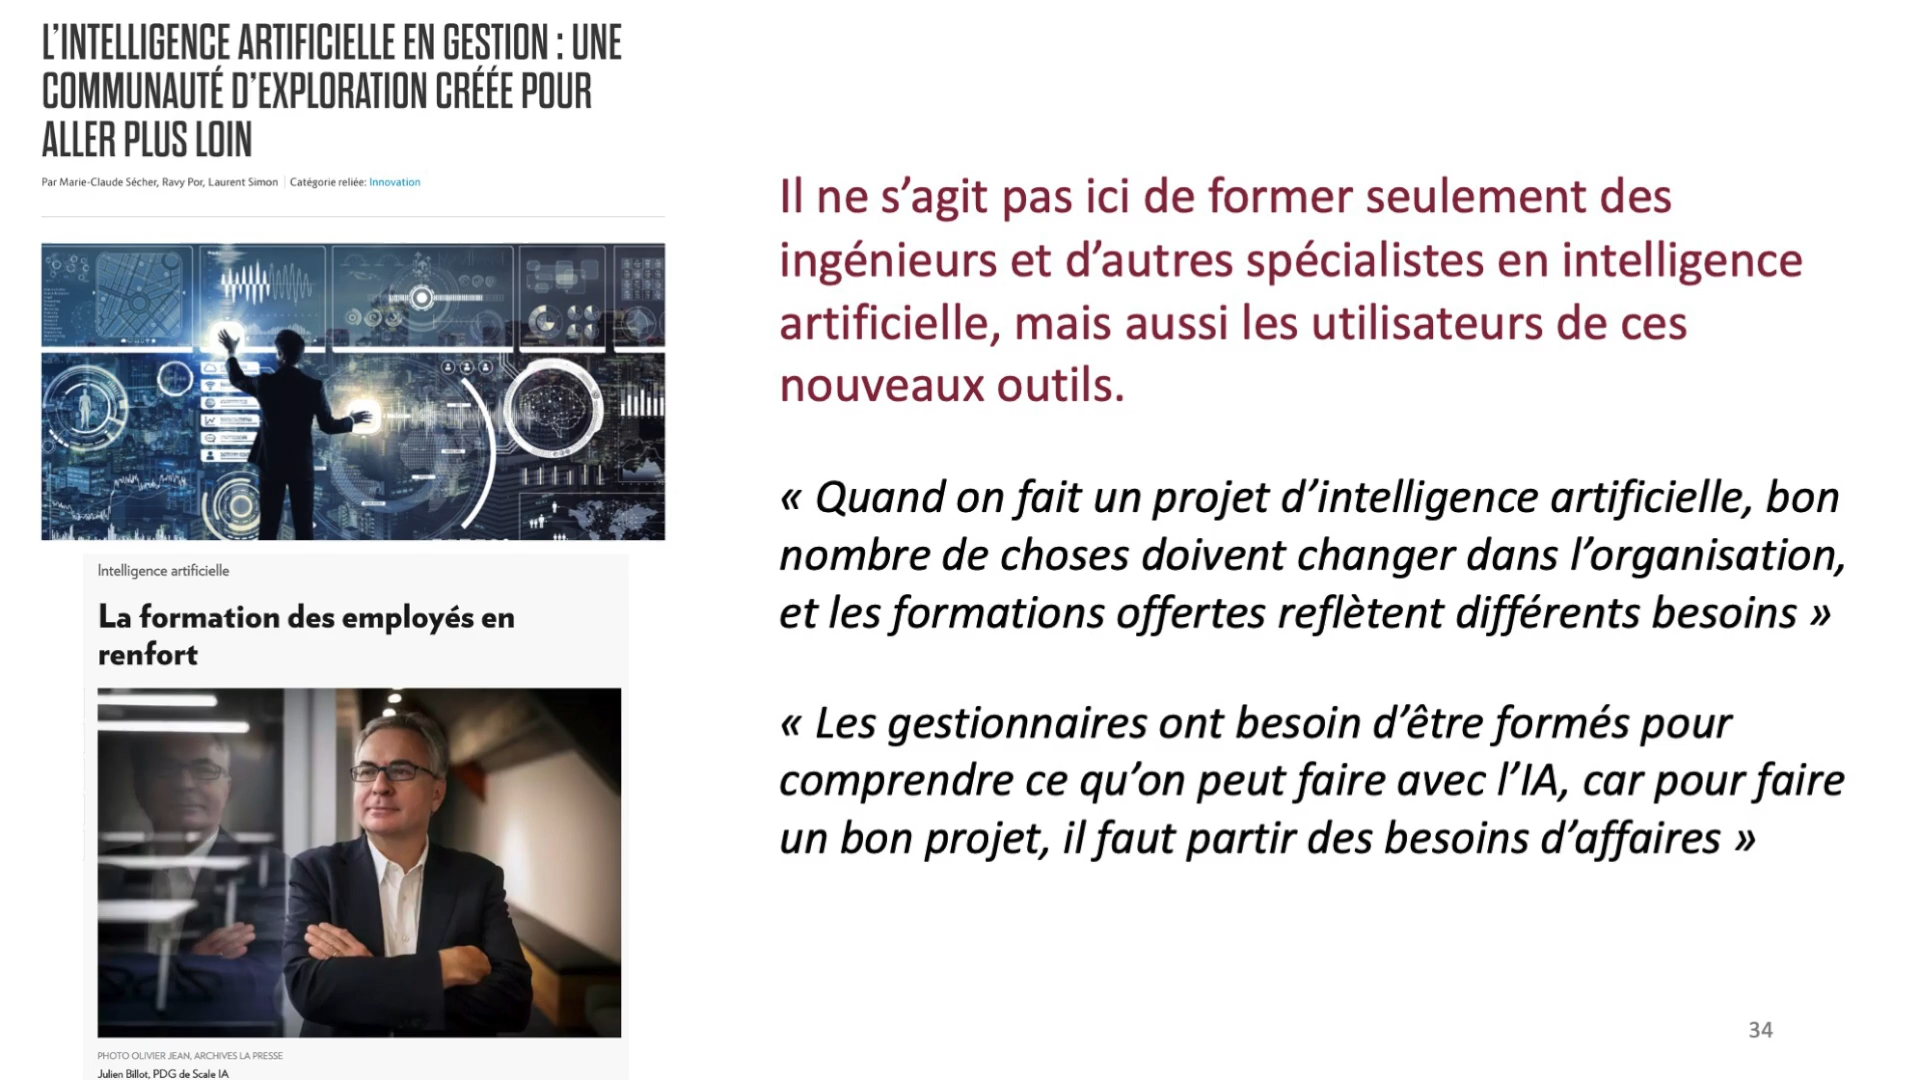 L’INTELLIGENCE ARTIFICIELLE EN GESTION : UNE
COMMUNAUTÉ D’EXPLORATION CRÉÉE POUR
ALLER PLUS LOIN
Par Marie-Claude Sécher, Ravy Por, Laurent Simon | Catégorie reliée: Innovation
Intelligence artificielle
La formation des employés en
renfort
PHOTO OLIVIER JEAN, ARCHIVES LA PRESSE
Julien Billot, PDG de Scale IA
Il ne s’agit pas ici de former seulement des
ingénieurs et d’autres spécialistes en intelligence
artificielle, mais aussi les utilisateurs de ces
nouveaux outils.
« Quand on fait un projet d’intelligence artificielle, bon
nombre de choses doivent changer dans l’organisation,
et les formations offertes reflètent différents besoins »
« Les gestionnaires ont besoin d’être formés pour
comprendre ce qu’on peut faire avec l’IA, car pour faire
un bon projet, il faut partir des besoins d’affaires »
34